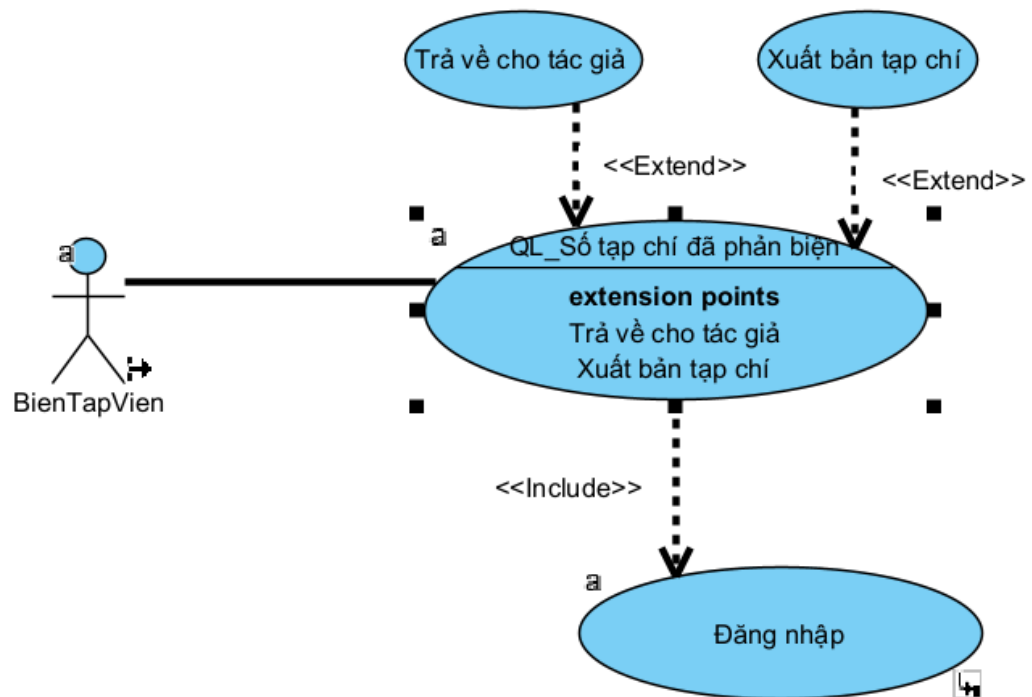 Trả về cho tác giả
Xuất bản tạp chí
<<Extend>>
<<Extend>>
a
a
QL_Số tạp chí đã phản biện
extension points
Trả về cho tác giả
Xuất bản tạp chí
BienTapVien
<<Include>>
a
Đăng nhập